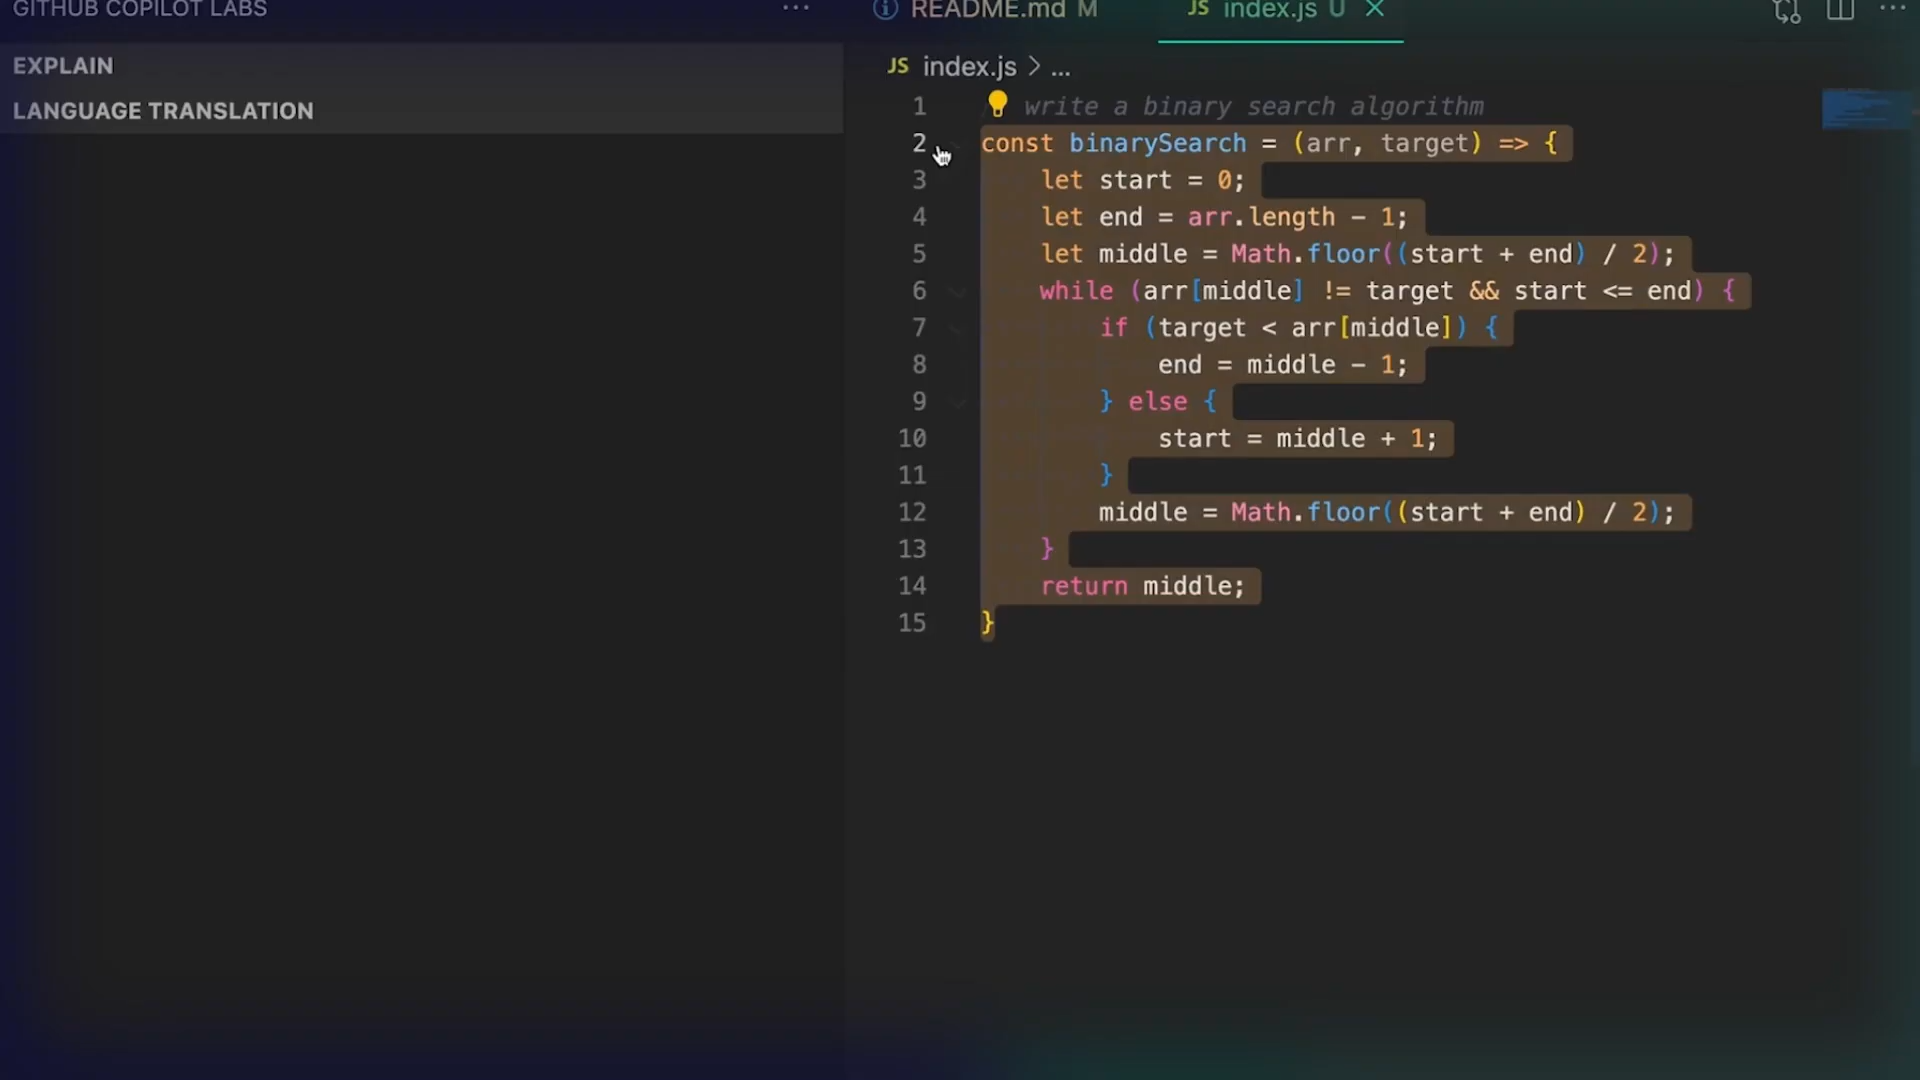 GITHUB COPILOT LABS ...
EXPLAIN
LANGUAGE TRANSLATION
README.md M
JS index.js U
JS index.js > ...
1 write a binary search algorithm
2 const binarySearch = (arr, target) => {
3 let start = 0;
4 let end = arr.length - 1;
5 let middle = Math.floor((start + end) / 2);
6 while (arr[middle] != target && start <= end) {
7 if (target < arr[middle]) {
8 end = middle - 1;
9 } else {
10 start = middle + 1;
11 }
12 middle = Math.floor((start + end) / 2);
13 }
14 return middle;
15 }